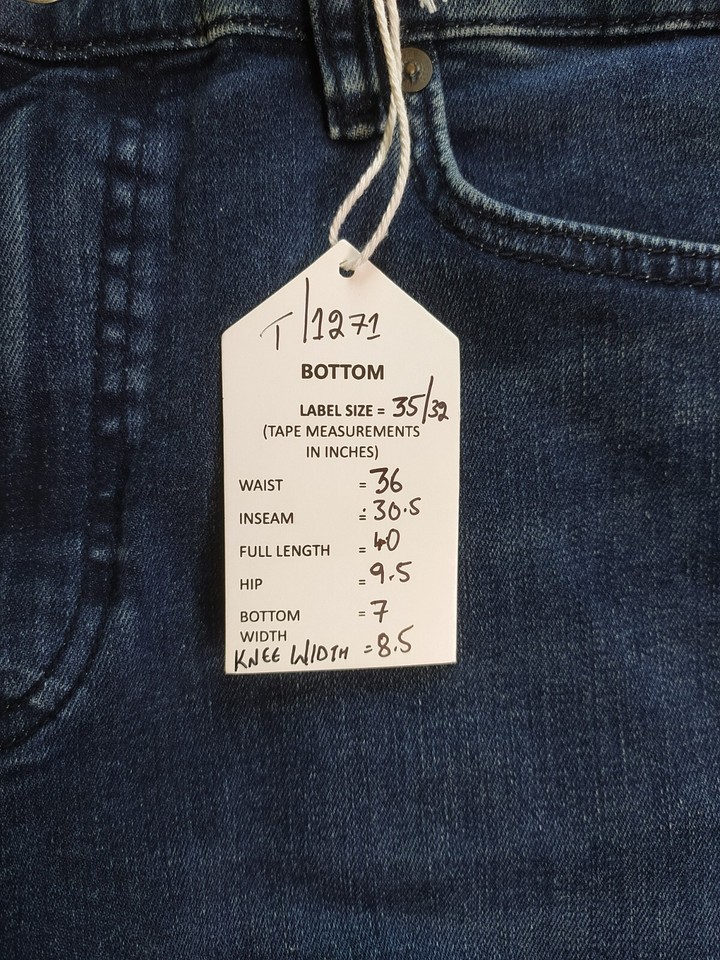 T/1271
BOTTOM
LABEL SIZE = 35/32
(TAPE MEASUREMENTS
IN INCHES)
WAIST = 36
INSEAM = 30.5
FULL LENGTH = 40
HIP = 9.5
BOTTOM = 7
WIDTH
KNEE WIDTH = 8.5